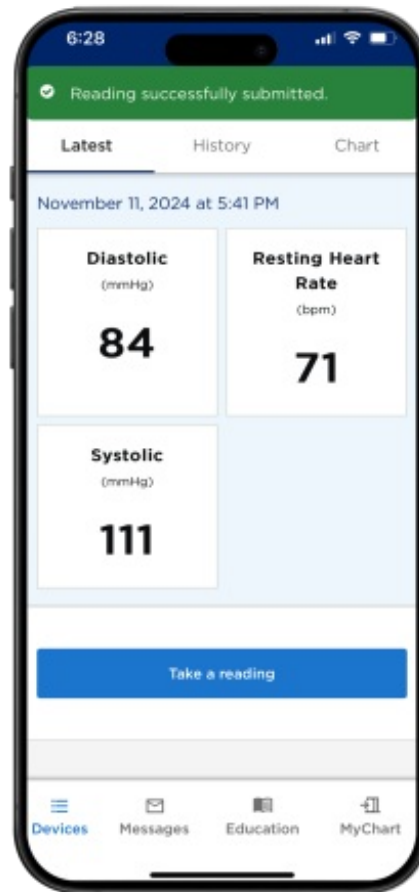 6:28
Reading successfully submitted.
Latest History Chart
November 11, 2024 at 5:41 PM
Diastolic
(mmHg)
84
Resting Heart
Rate
(bpm)
71
Systolic
(mmHg)
111
Take a reading
Devices Messages Education MyChart